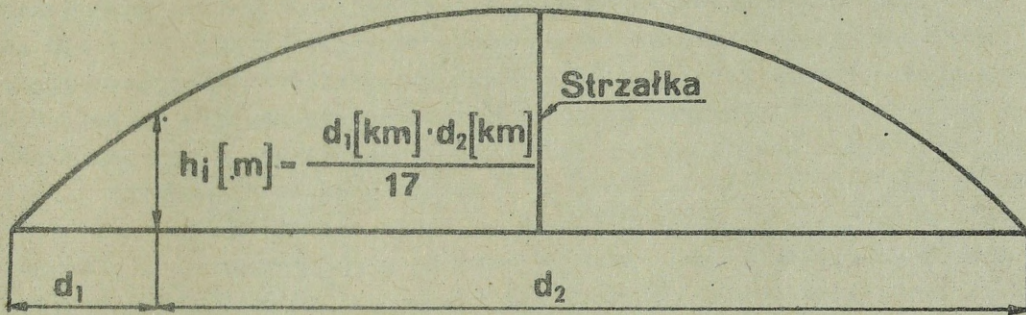 Strzałka
hᵢ[m] = d₁[km]·d₂[km]
17
d₁
d₂